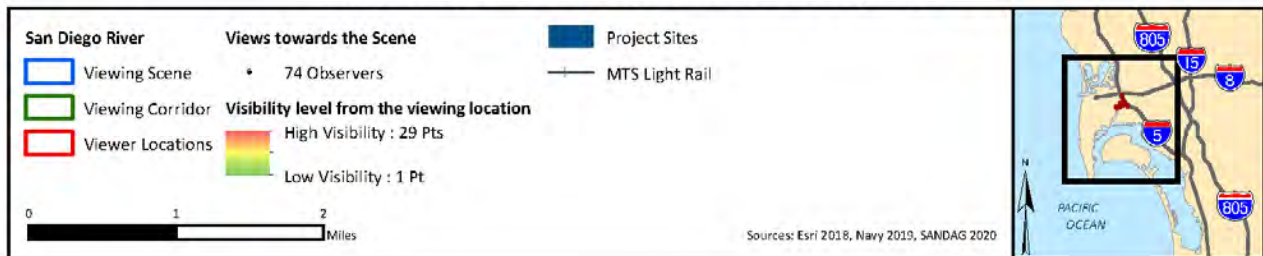 San Diego River
Viewing Scene
Viewing Corridor
Viewer Locations
Views towards the Scene
74 Observers
Visibility level from the viewing location
High Visibility : 29 Pts
Low Visibility : 1 Pt
Project Sites
MTS Light Rail
0 1 2
Miles
Sources: Esri 2018, Navy 2019, SANDAG 2020
805
15
8
5
805
N
PACIFIC
OCEAN